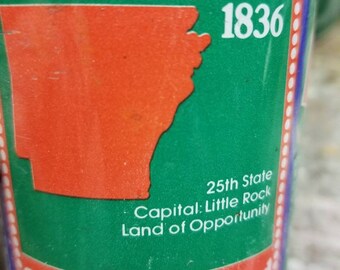 1836
25th State
Capital: Little Rock
Land of Opportunity